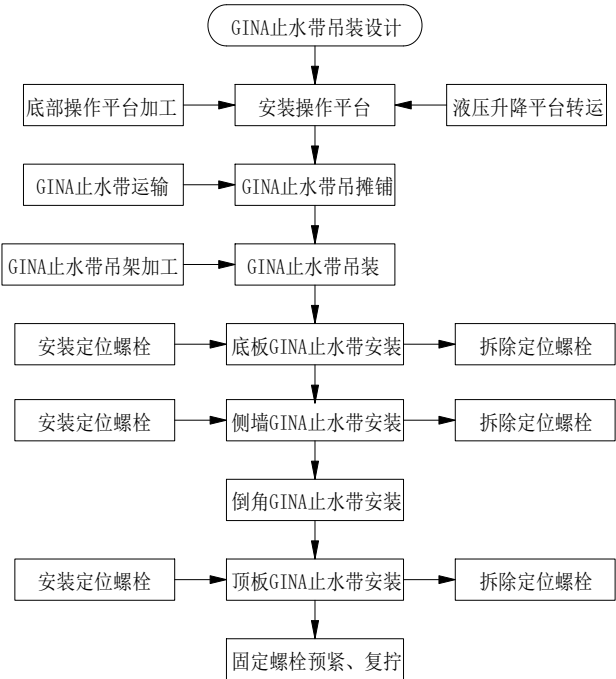 GINA止水带吊装设计
底部操作平台加工
安装操作平台
液压升降平台转运
GINA止水带运输
GINA止水带吊摊铺
GINA止水带吊架加工
GINA止水带吊装
安装定位螺栓
底板GINA止水带安装
拆除定位螺栓
安装定位螺栓
侧墙GINA止水带安装
拆除定位螺栓
倒角GINA止水带安装
安装定位螺栓
顶板GINA止水带安装
拆除定位螺栓
固定螺栓预紧、复拧